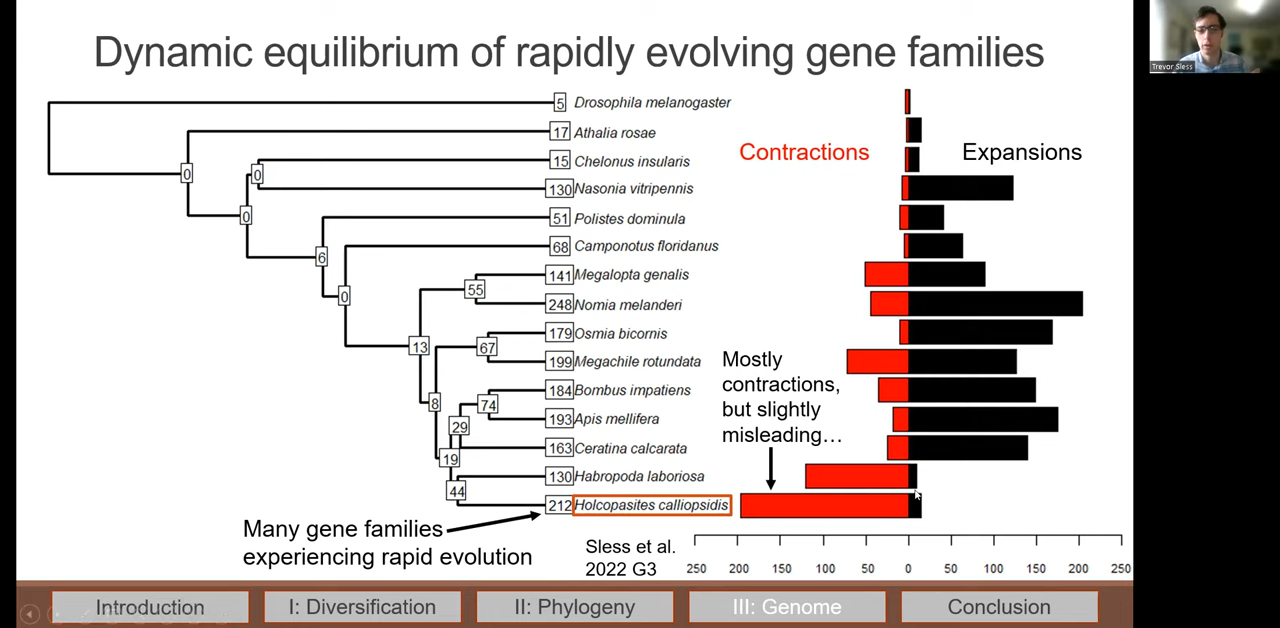 Dynamic equilibrium of rapidly evolving gene families
Trevor Sless
5 Drosophila melanogaster
17 Athalia rosae
0
0
15 Chelonus insularis
130 Nasonia vitripennis
0
51 Polistes dominula
6
68 Camponotus floridanus
0
141 Megalopta genalis
55
248 Nomia melanderi
13
179 Osmia bicornis
67
199 Megachile rotundata
8
184 Bombus impatiens
74
193 Apis mellifera
29
163 Ceratina calcarata
19
130 Habropoda laboriosa
44
212 Holcopasites calliopsidis
Contractions
Expansions
Mostly
contractions,
but slightly
misleading…
Many gene families
experiencing rapid evolution
Sless et al.
2022 G3
250 200 150 100 50 0 50 100 150 200 250
Introduction
I: Diversification
II: Phylogeny
III: Genome
Conclusion